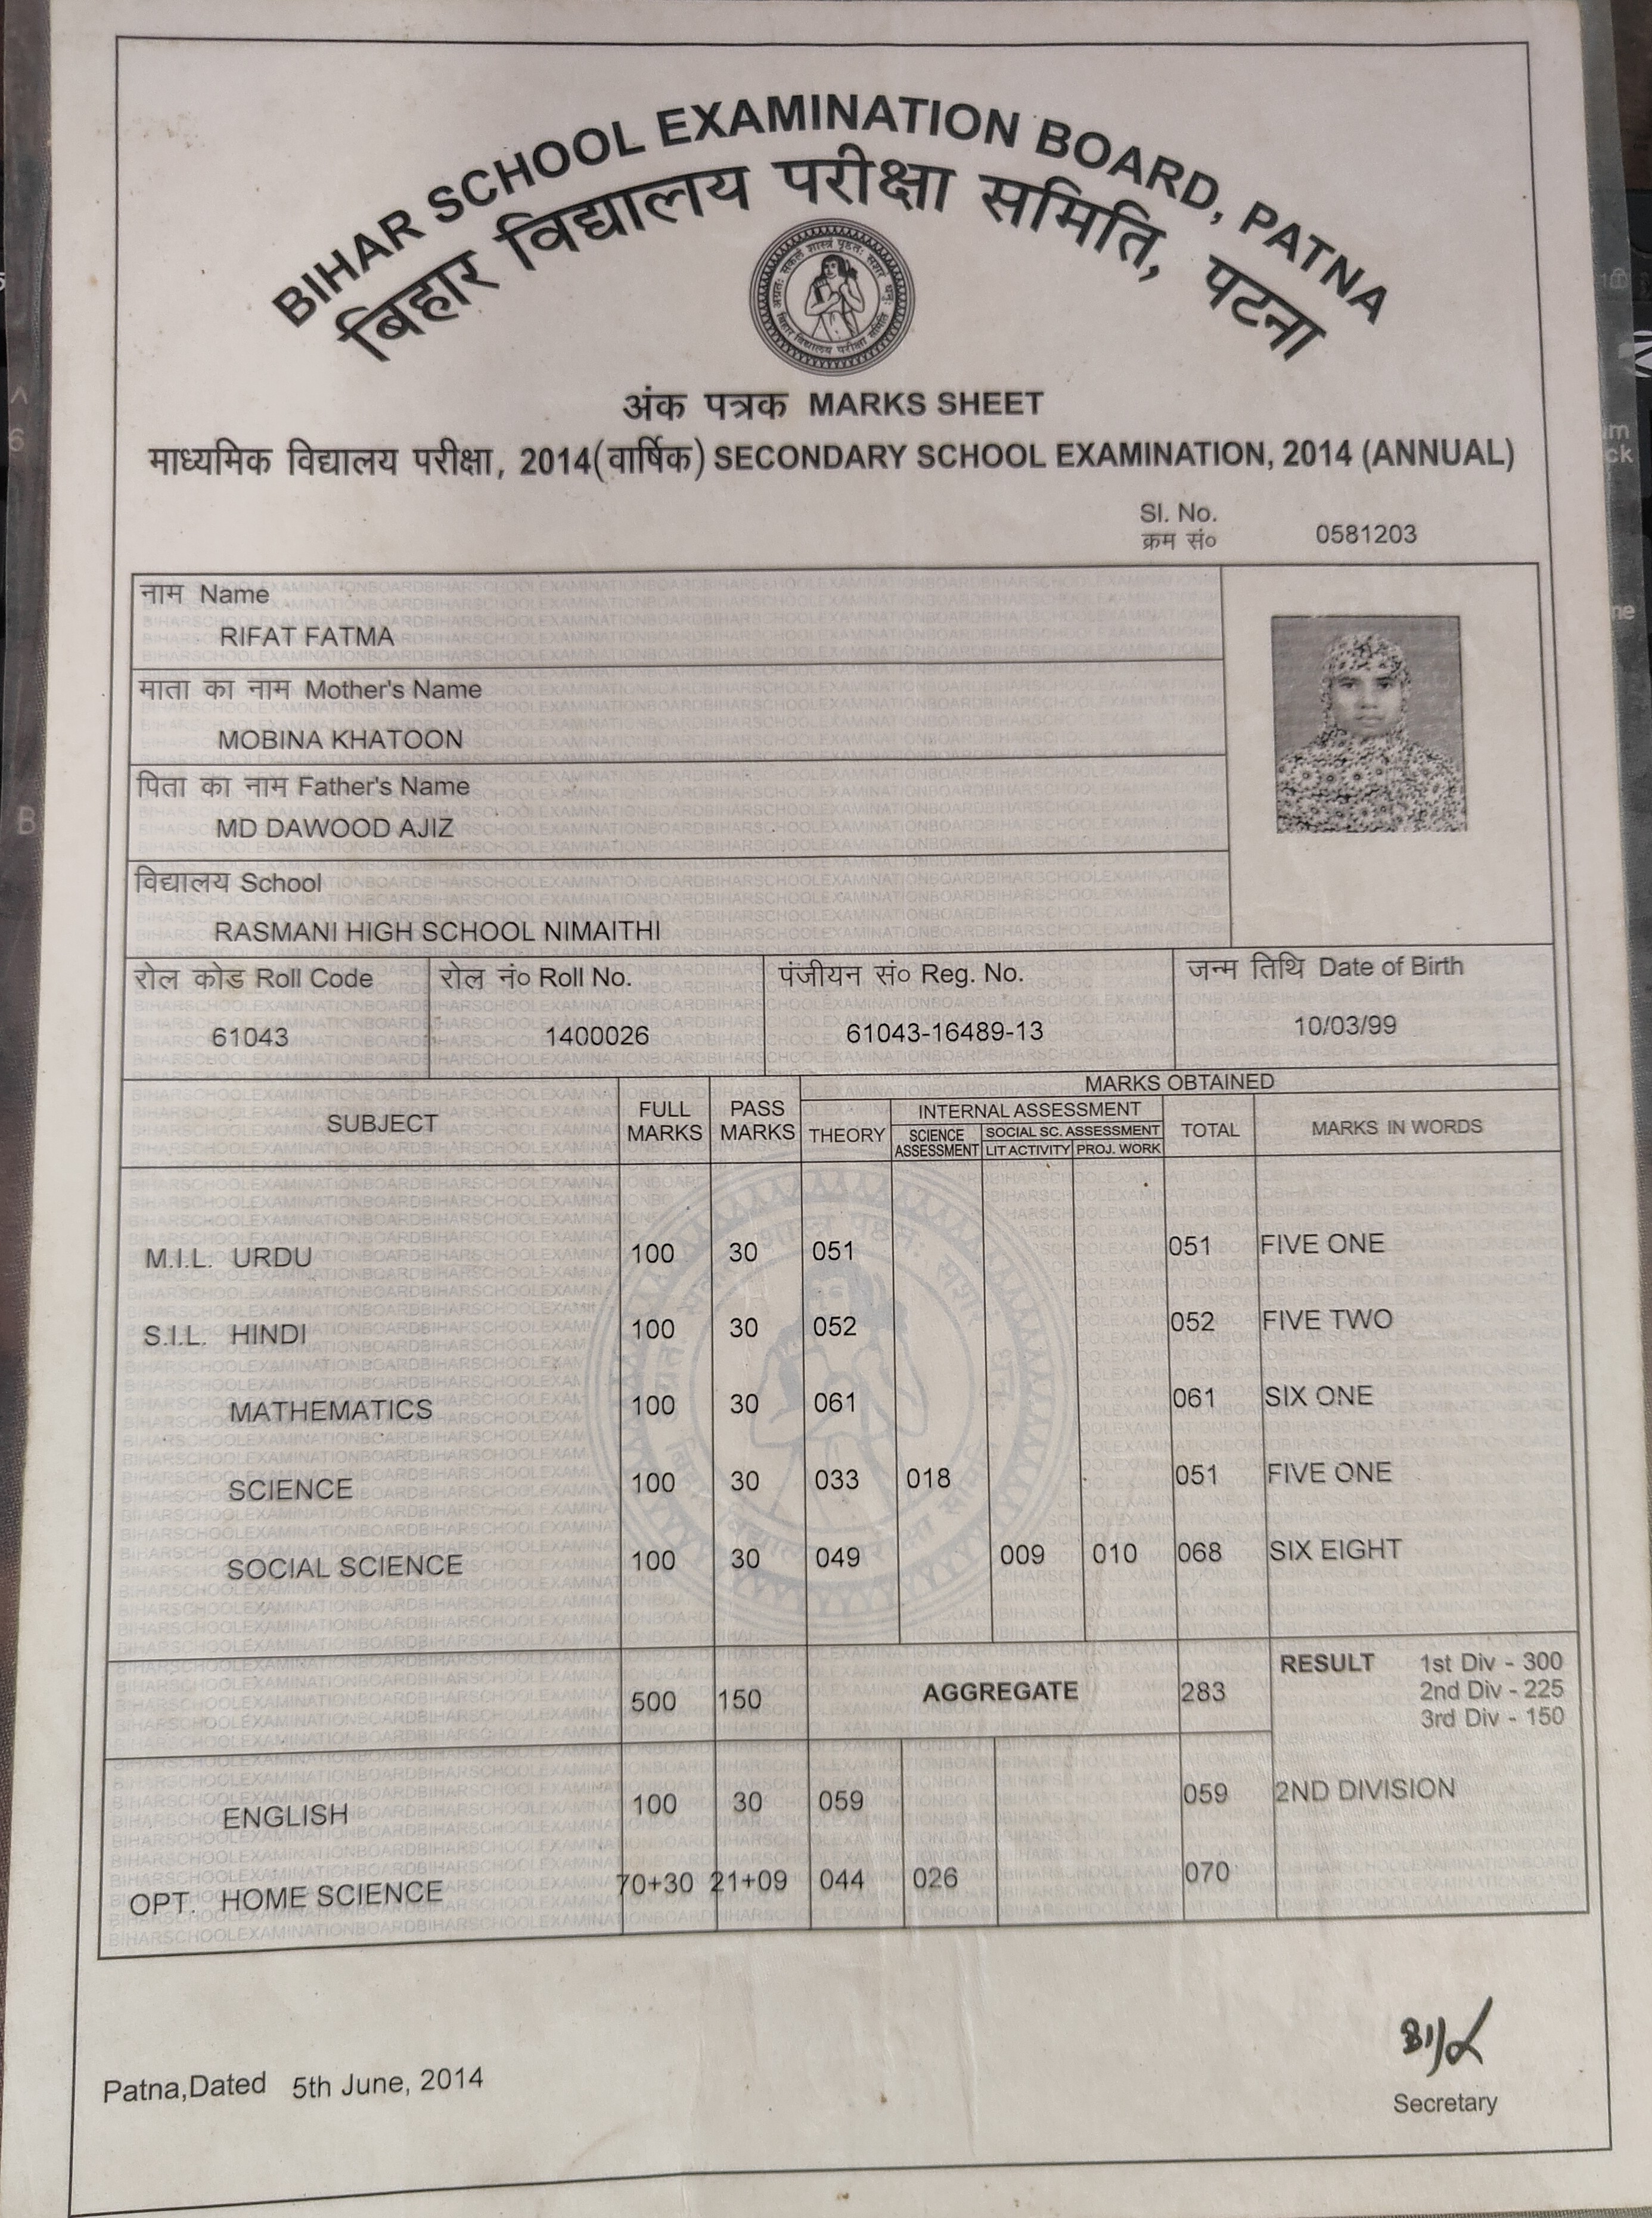 BIHAR SCHOOL EXAMINATION BOARD, PATNA
बिहार विद्यालय परीक्षा समिति, पटना
अंक पत्रक MARKS SHEET
माध्यमिक विद्यालय परीक्षा, 2014(वार्षिक) SECONDARY SCHOOL EXAMINATION, 2014 (ANNUAL)
Sl. No.
क्रम सं० 0581203
नाम Name
RIFAT FATMA
माता का नाम Mother's Name
MOBINA KHATOON
पिता का नाम Father's Name
MD DAWOOD AJIZ
विद्यालय School
RASMANI HIGH SCHOOL NIMAITHI
रोल कोड Roll Code रोल नं० Roll No. पंजीयन सं० Reg. No. जन्म तिथि Date of Birth
61043 1400026 61043-16489-13 10/03/99
MARKS OBTAINED
SUBJECT FULL MARKS PASS MARKS THEORY INTERNAL ASSESSMENT TOTAL MARKS IN WORDS
SCIENCE ASSESSMENT SOCIAL SC. ASSESSMENT
LIT ACTIVITY PROJ. WORK
M.I.L. URDU 100 30 051 051 FIVE ONE
S.I.L. HINDI 100 30 052 052 FIVE TWO
MATHEMATICS 100 30 061 061 SIX ONE
SCIENCE 100 30 033 018 051 FIVE ONE
SOCIAL SCIENCE 100 30 049 009 010 068 SIX EIGHT
500 150 AGGREGATE 283 RESULT 1st Div - 300
2nd Div - 225
3rd Div - 150
ENGLISH 100 30 059 059 2ND DIVISION
OPT. HOME SCIENCE 70+30 21+09 044 026 070
Patna,Dated 5th June, 2014
Secretary